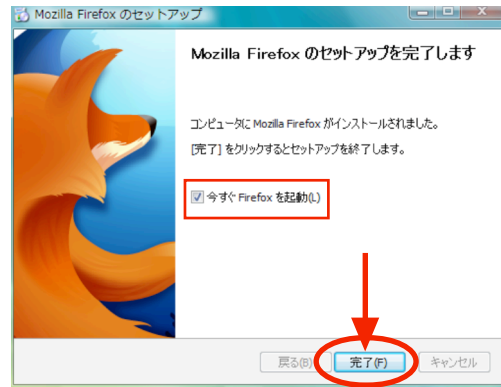 Mozilla Firefox のセットアップ
Mozilla Firefox のセットアップを完了します
コンピュータに Mozilla Firefox がインストールされました。
[完了] をクリックするとセットアップを終了します。
今すぐ Firefox を起動(L)
戻る(B)
完了(F)
キャンセル